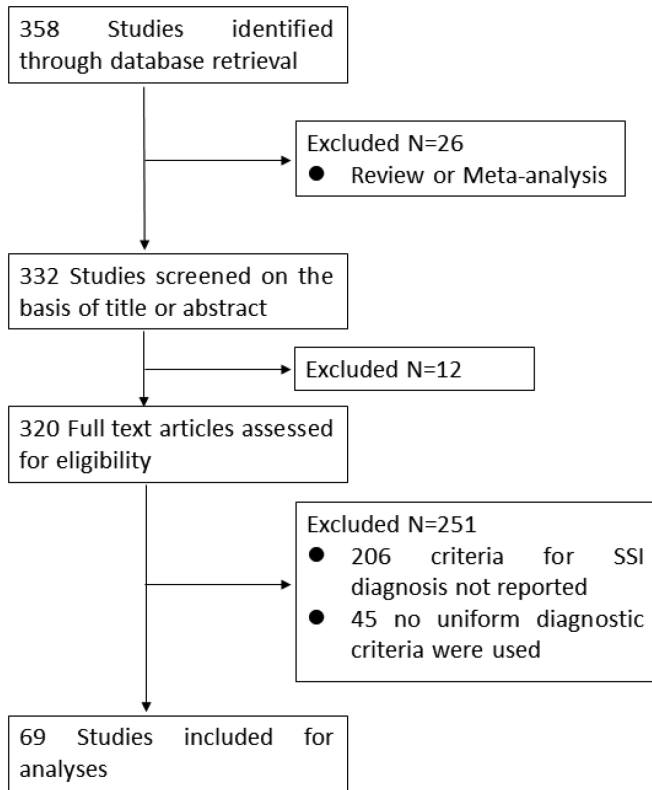 358 Studies identified
through database retrieval
Excluded N=26
● Review or Meta-analysis
332 Studies screened on the
basis of title or abstract
Excluded N=12
320 Full text articles assessed
for eligibility
Excluded N=251
● 206 criteria for SSI
diagnosis not reported
● 45 no uniform diagnostic
criteria were used
69 Studies included for
analyses